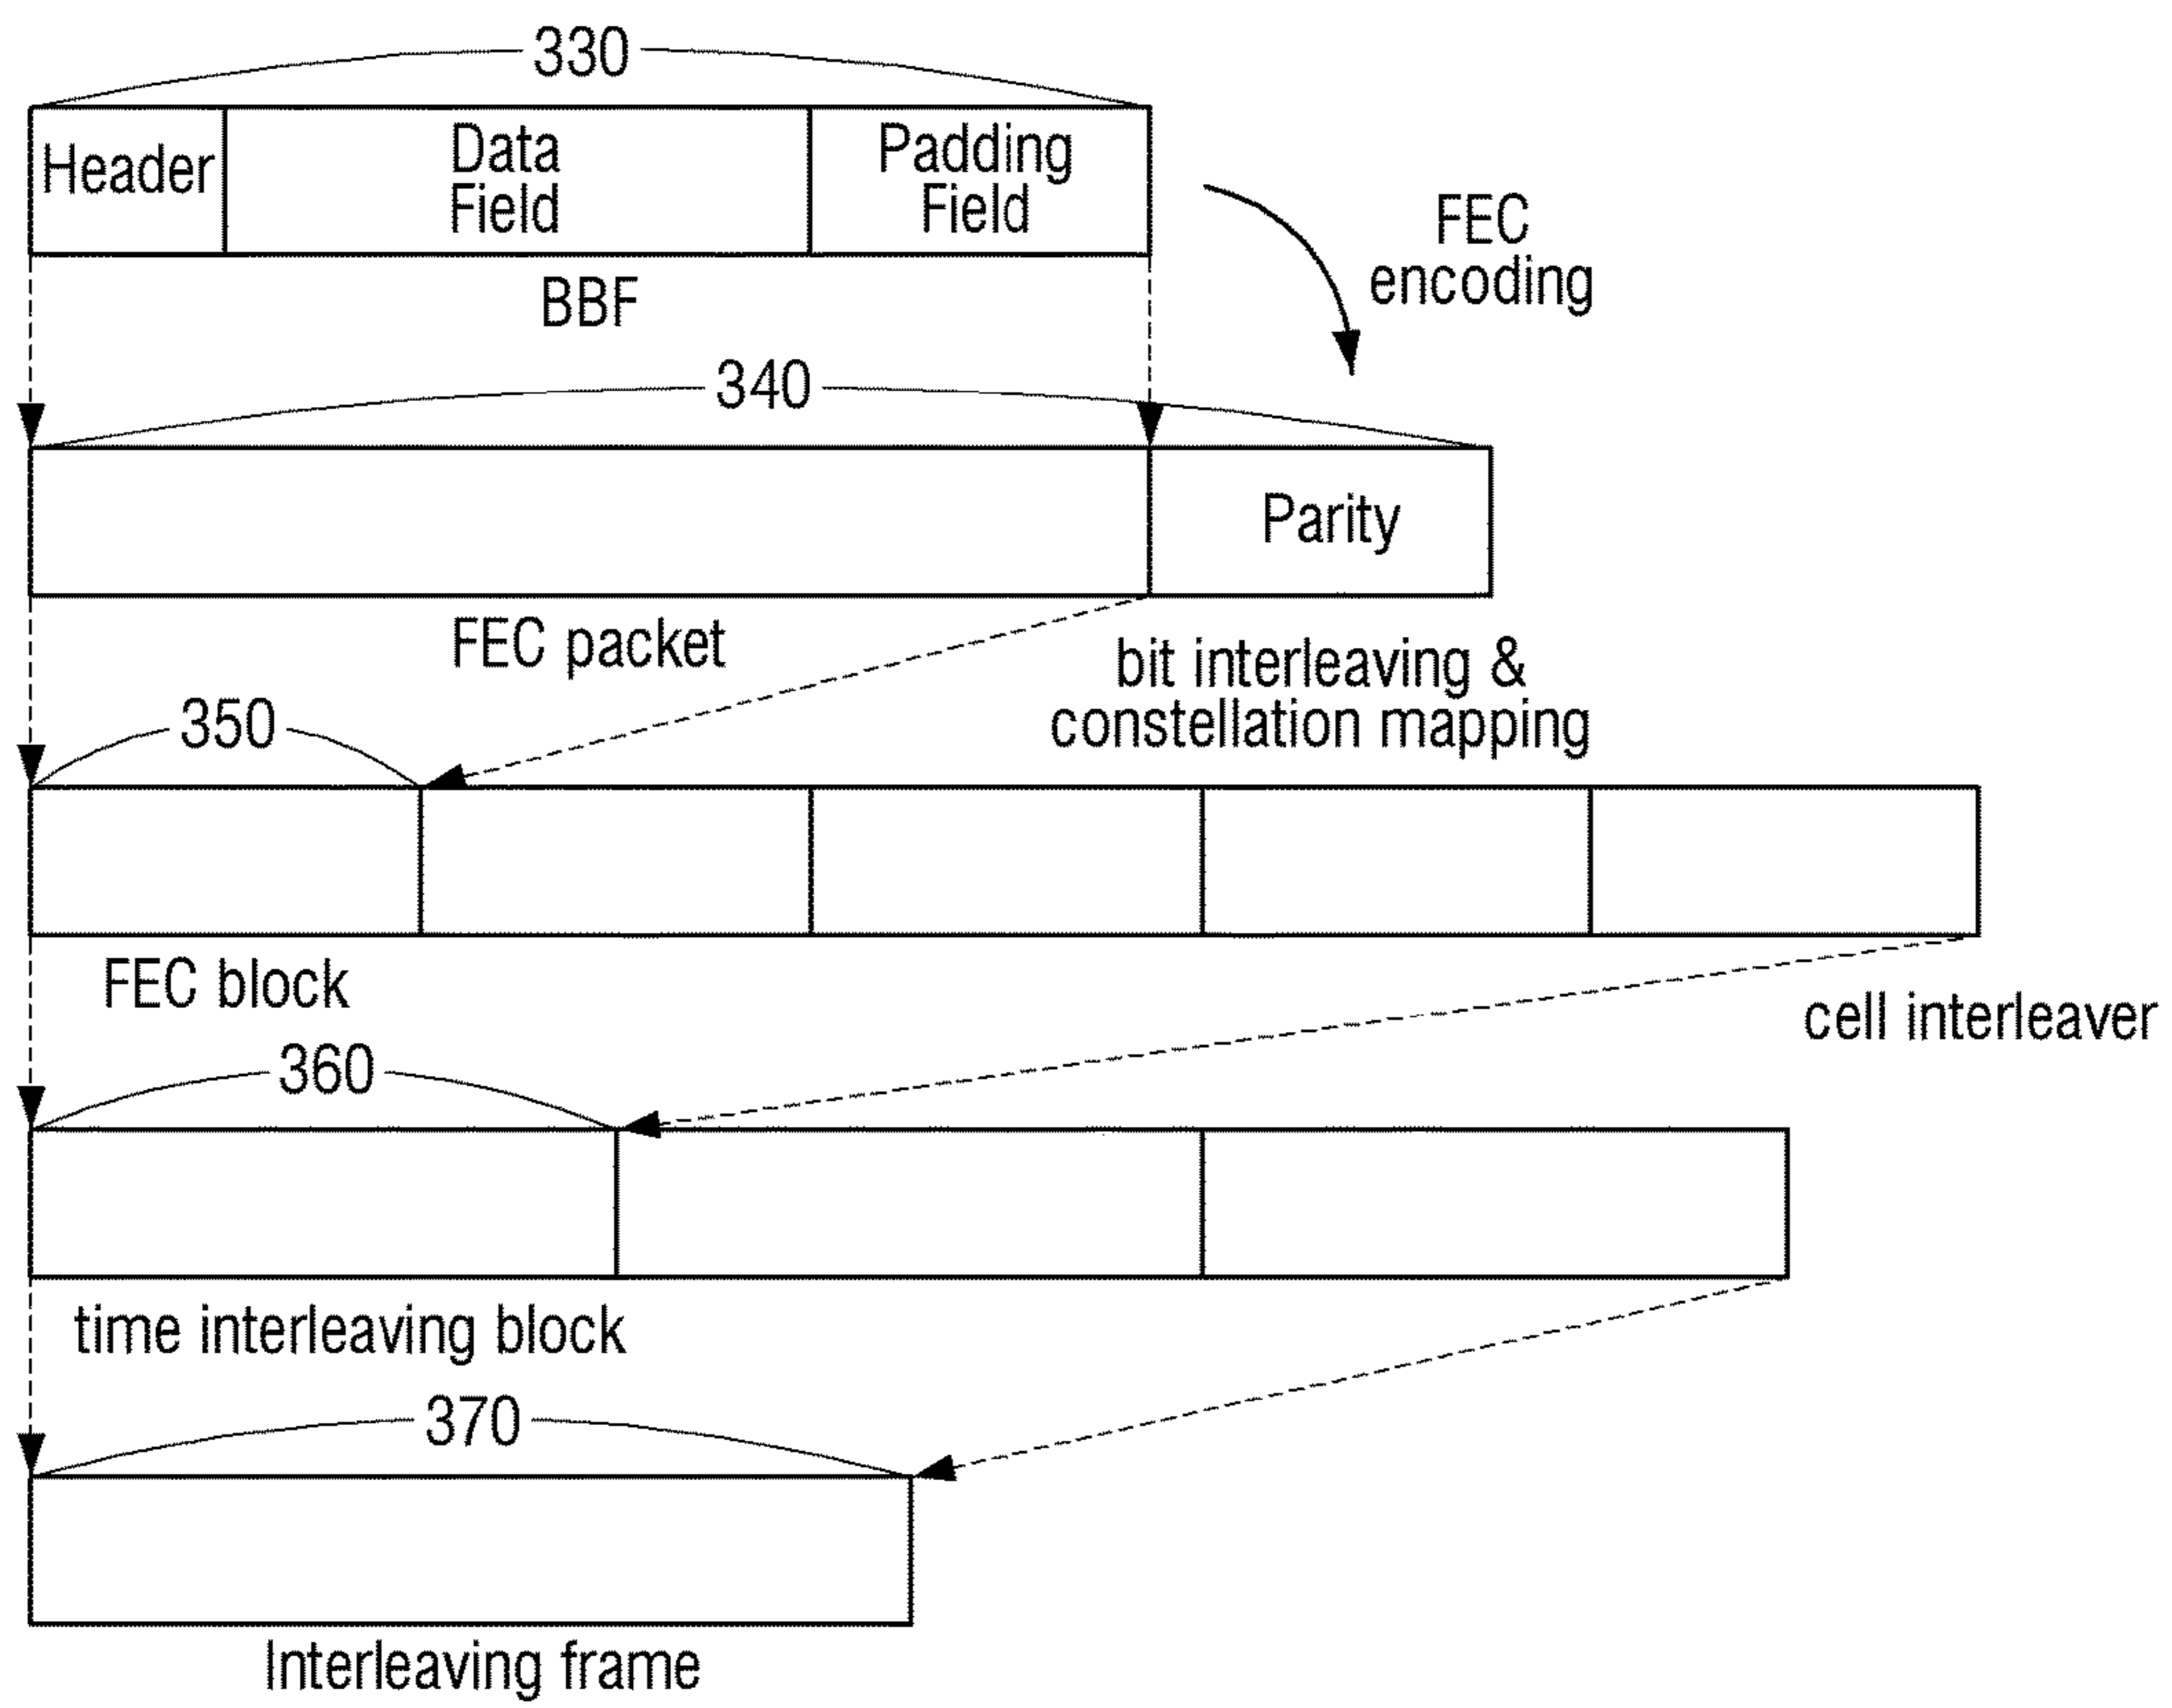 330
Header
Data
Field
Padding
Field
FEC
encoding
BBF
340
Parity
FEC packet
bit interleaving &
constellation mapping
350
FEC block
cell interleaver
360
time interleaving block
370
Interleaving frame